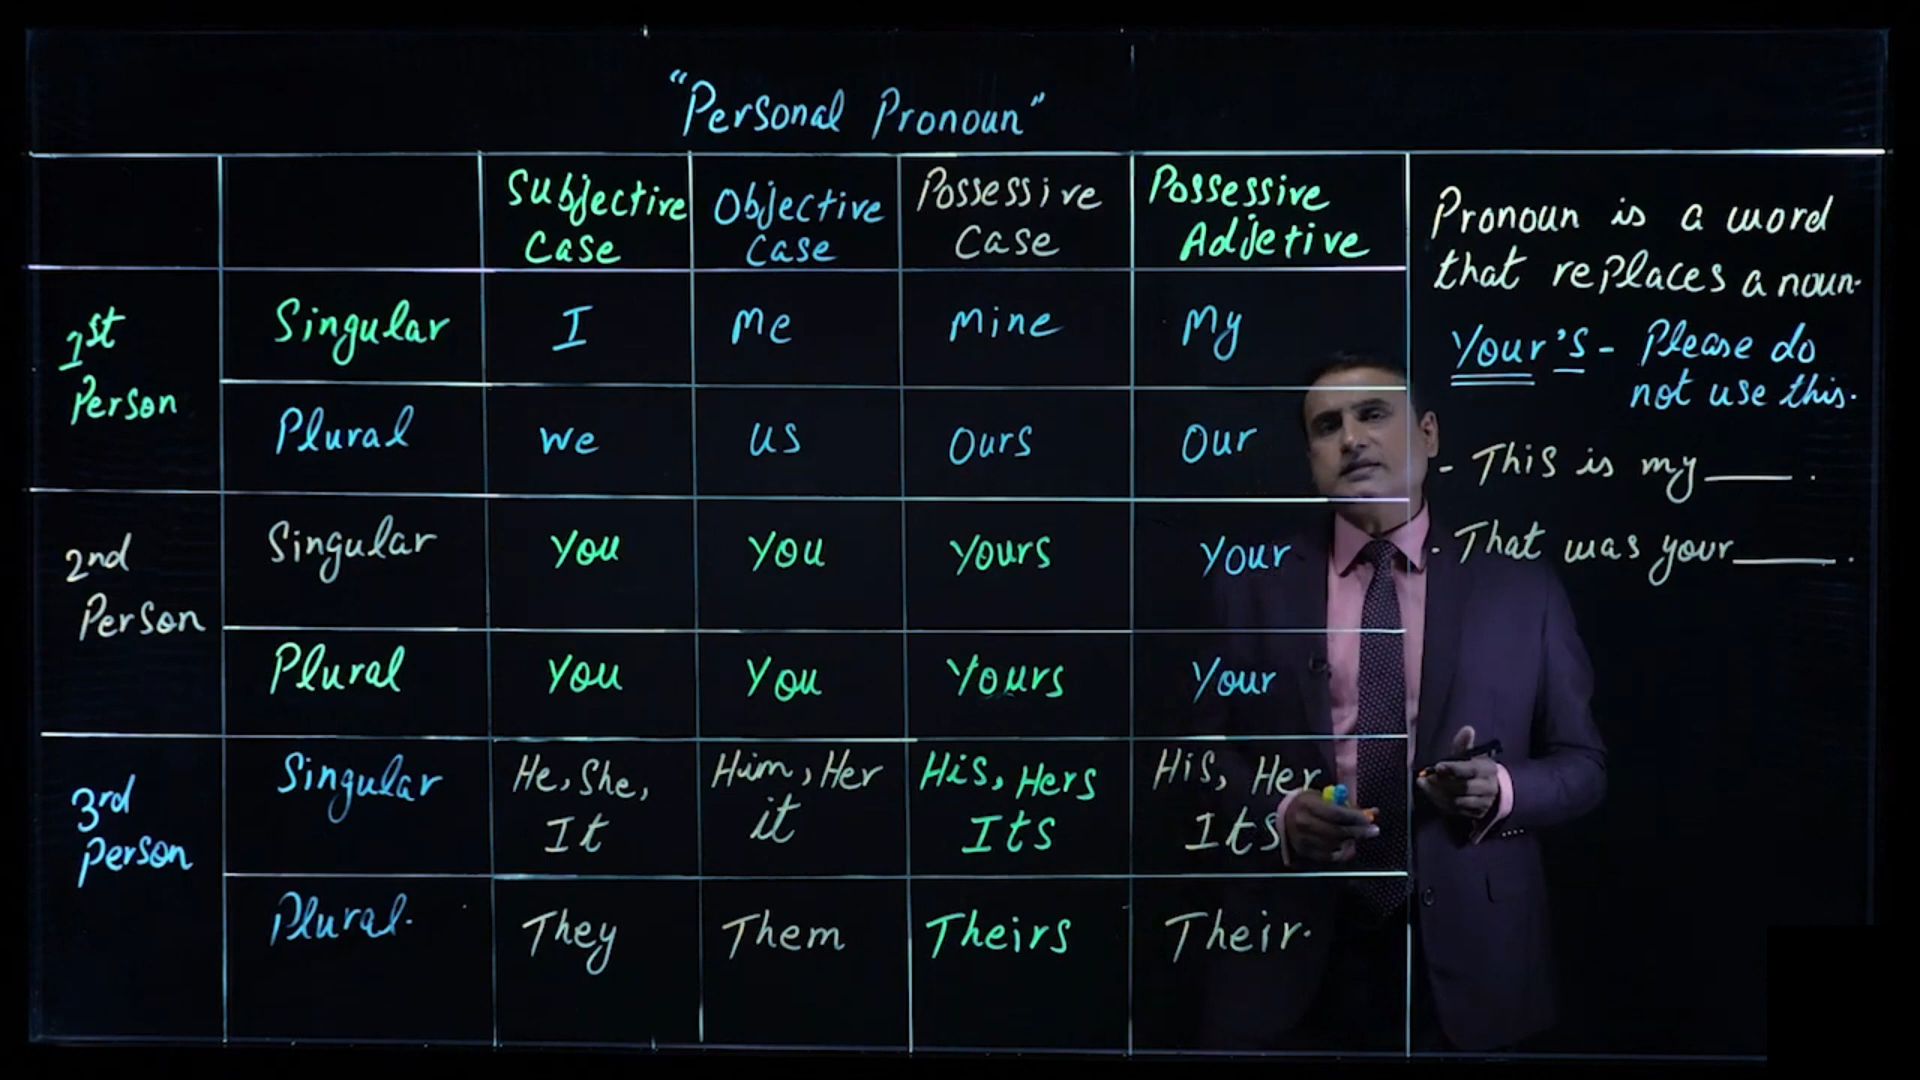 "Personal Pronoun"
Subjective Case
Objective Case
Possessive Case
Possessive Adjetive
1st Person
Singular
I
Me
Mine
My
Plural
We
US
Ours
Our
2nd Person
Singular
You
You
Yours
Your
Plural
You
You
Yours
Your
3rd Person
Singular
He, She, It
Him, Her it
His, Hers Its
His, Her Its
Plural.
They
Them
Theirs
Their.
Pronoun is a word
that replaces a noun.
Your's - Please do
not use this.
- This is my ____ .
- That was your ____ .